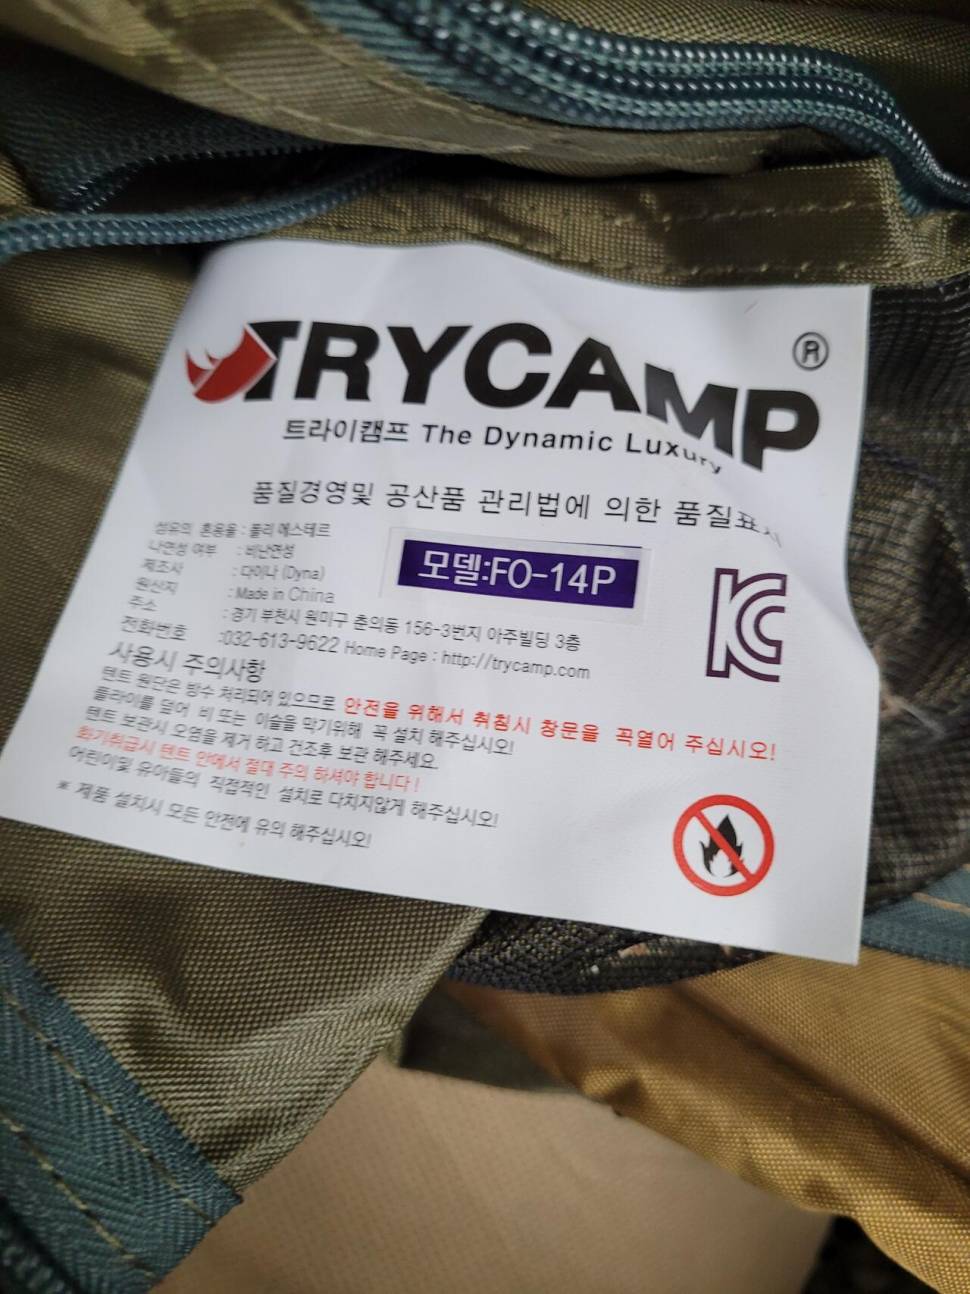 TRYCAMP ®
트라이캠프 The Dynamic Luxury
품질경영및 공산품 관리법에 의한 품질표시
섬유의 혼용율 : 폴리 에스테르
나연성 여부 : 비난연성
제조사 : 다이나 (Dyna)
원산지 : Made in China
주소 : 경기 부천시 원미구 춘의동 156-3번지 아주빌딩 3층
전화번호 :032-613-9622 Home Page : http://trycamp.com
모델:FO-14P
사용시 주의사항
텐트 원단은 방수 처리되어 있으므로 안전을 위해서 취침시 창문을 꼭열어 주십시오!
플라이를 덮어 비 또는 이슬을 막기위해 꼭 설치 해주십시오!
텐트 보관시 오염을 제거 하고 건조후 보관 해주세요.
화기취급시 텐트 안에서 절대 주의 하셔야 합니다!
어린이및 유아들의 직접적인 설치로 다치지않게 해주십시오!
* 제품 설치시 모든 안전에 유의 해주십시오!